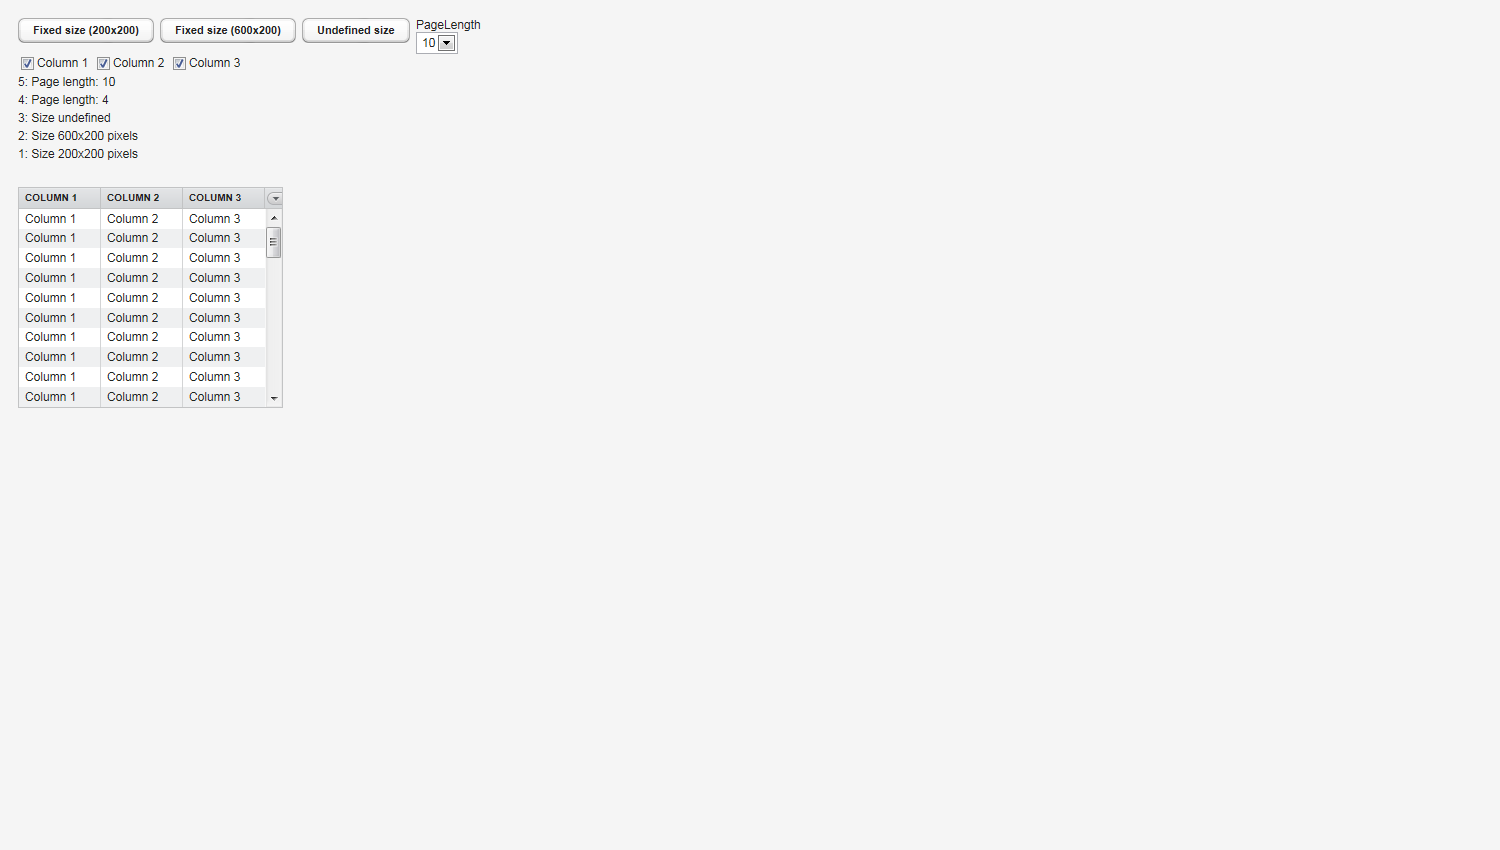 Fixed size (200x200) Fixed size (600x200) Undefined size PageLength
10
Column 1 Column 2 Column 3
5: Page length: 10
4: Page length: 4
3: Size undefined
2: Size 600x200 pixels
1: Size 200x200 pixels
COLUMN 1 COLUMN 2 COLUMN 3
Column 1 Column 2 Column 3
Column 1 Column 2 Column 3
Column 1 Column 2 Column 3
Column 1 Column 2 Column 3
Column 1 Column 2 Column 3
Column 1 Column 2 Column 3
Column 1 Column 2 Column 3
Column 1 Column 2 Column 3
Column 1 Column 2 Column 3
Column 1 Column 2 Column 3